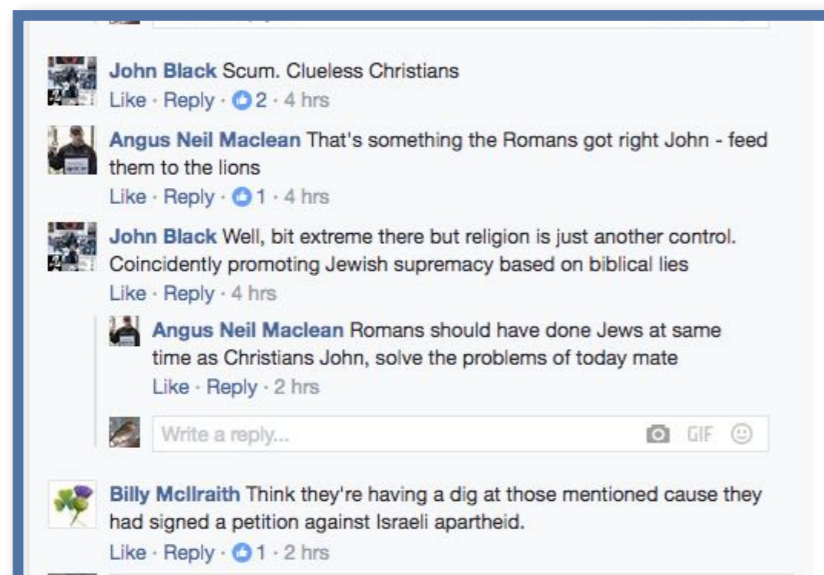 John Black Scum. Clueless Christians
Like · Reply · 2 · 4 hrs
Angus Neil Maclean That's something the Romans got right John - feed
them to the lions
Like · Reply · 1 · 4 hrs
John Black Well, bit extreme there but religion is just another control.
Coincidently promoting Jewish supremacy based on biblical lies
Like · Reply · 4 hrs
Angus Neil Maclean Romans should have done Jews at same
time as Christians John, solve the problems of today mate
Like · Reply · 2 hrs
Write a reply...
GIF
Billy McIlraith Think they're having a dig at those mentioned cause they
had signed a petition against Israeli apartheid.
Like · Reply · 1 · 2 hrs